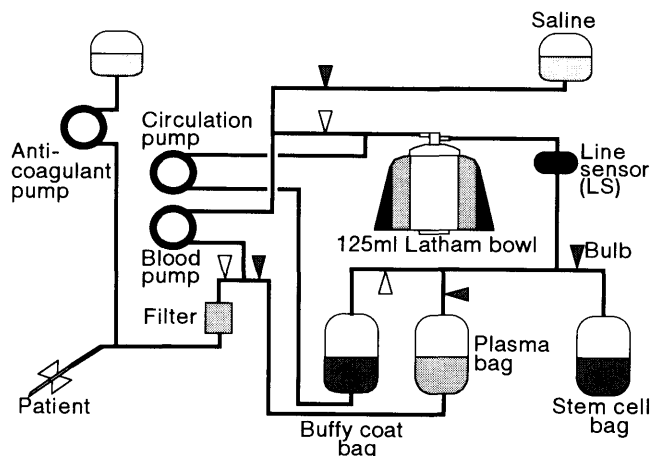 Saline
Circulation
pump
Anti-
coagulant
pump
Line
sensor
(LS)
125ml Latham bowl
Blood
pump
Bulb
Filter
Plasma
bag
Patient
Buffy coat
bag
Stem cell
bag